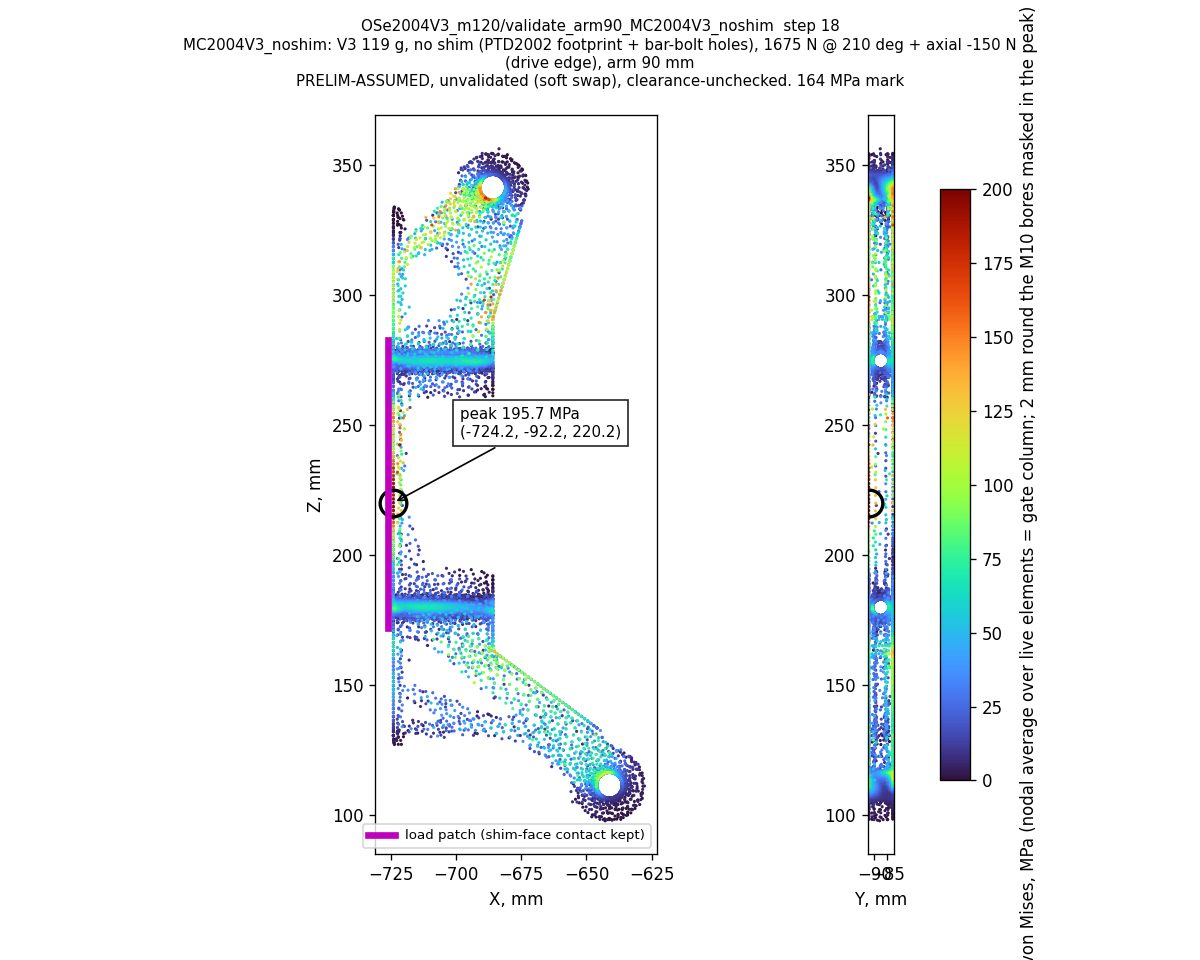 OSe2004V3_m120/validate_arm90_MC2004V3_noshim  step 18
MC2004V3_noshim: V3 119 g, no shim (PTD2002 footprint + bar-bolt holes), 1675 N @ 210 deg + axial -150 N
(drive edge), arm 90 mm
PRELIM-ASSUMED, unvalidated (soft swap), clearance-unchecked. 164 MPa mark
350
300
250
200
150
100
Z, mm
peak 195.7 MPa
(-724.2, -92.2, 220.2)
load patch (shim-face contact kept)
−725
−700
−675
−650
−625
X, mm
350
300
250
200
150
100
−90
−85
Y, mm
200
175
150
125
100
75
50
25
0
von Mises, MPa (nodal average over live elements = gate column; 2 mm round the M10 bores masked in the peak)